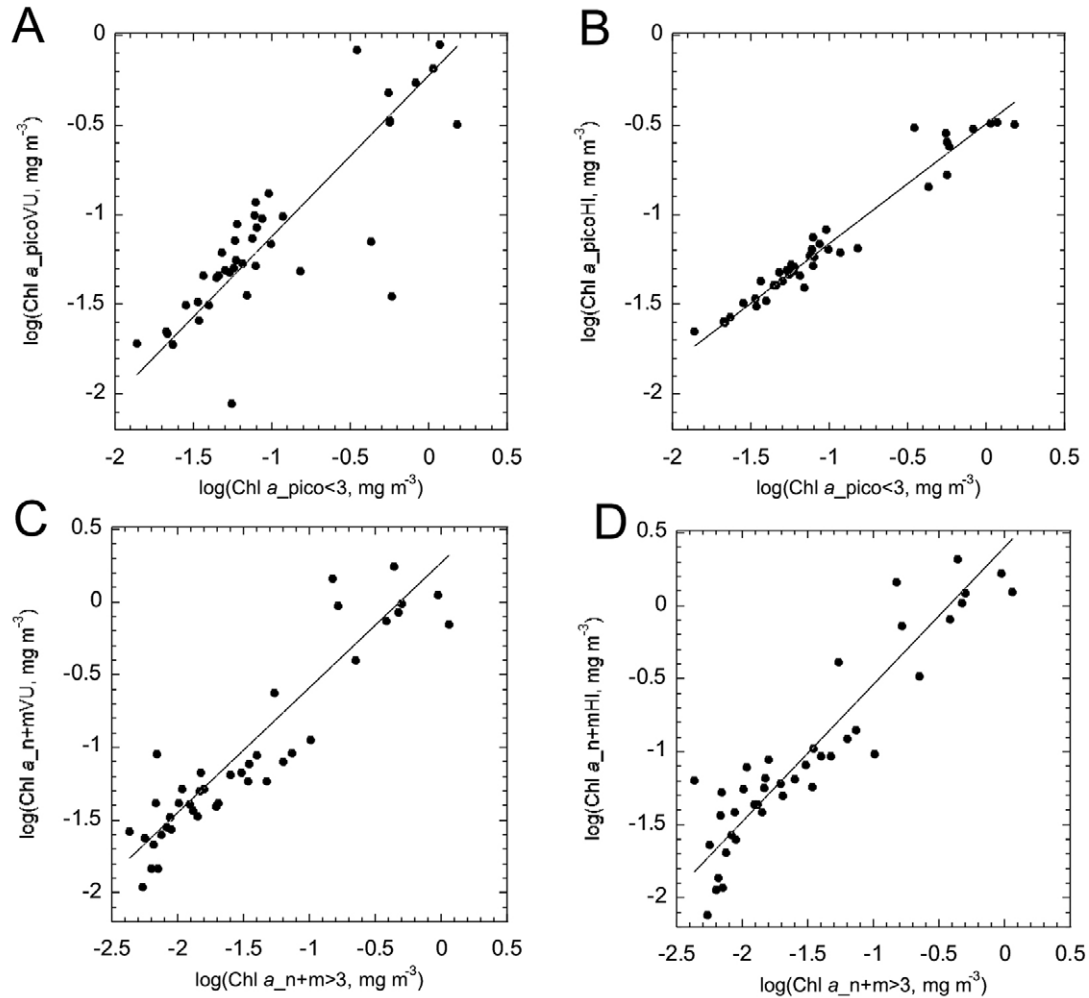 A
0
-0.5
-1
-1.5
-2
log(Chl a_picoVU, mg m⁻³)
-2 -1.5 -1 -0.5 0 0.5
log(Chl a_pico<3, mg m⁻³)
B
0
-0.5
-1
-1.5
-2
log(Chl a_picoHI, mg m⁻³)
-2 -1.5 -1 -0.5 0 0.5
log(Chl a_pico<3, mg m⁻³)
C
0.5
0
-0.5
-1
-1.5
-2
log(Chl a_n+mVU, mg m⁻³)
-2.5 -2 -1.5 -1 -0.5 0 0.5
log(Chl a_n+m>3, mg m⁻³)
D
0.5
0
-0.5
-1
-1.5
-2
log(Chl a_n+mHI, mg m⁻³)
-2.5 -2 -1.5 -1 -0.5 0 0.5
log(Chl a_n+m>3, mg m⁻³)